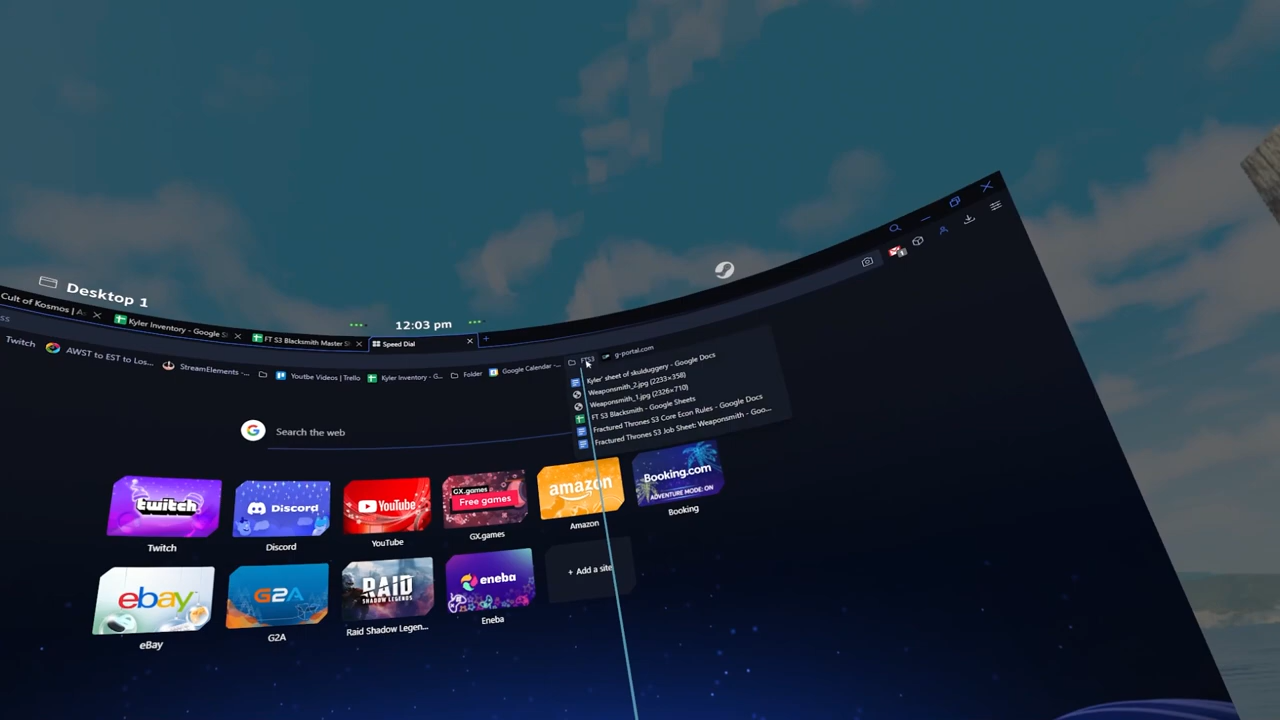 Desktop 1
12:03 pm
Cult of Kosmos | A
Kyler Inventory - Google S
FT S3 Blacksmith Master S
Speed Dial
ss
Twitch
AWST to EST to Los...
StreamElements -...
Youtbe Videos | Trello
Kyler Inventory - G...
Folder
Google Calendar -...
FTS3
g-portal.com
Kyler' sheet of skulduggery - Google Docs
Weaponsmith_2.jpg (2233×358)
Weaponsmith_1.jpg (2326×710)
FT S3 Blacksmith - Google Sheets
Fractured Thrones S3 Core Econ Rules - Google Docs
Fractured Thrones S3 Job Sheet: Weaponsmith - Goo...
Search the web
twitch
Discord
YouTube
GX.games
Free games
amazon
Booking.com
ADVENTURE MODE: ON
Twitch
Discord
YouTube
GX.games
Amazon
Booking
ebay
G2A
RAID
SHADOW LEGENDS
eneba
+ Add a site
eBay
G2A
Raid Shadow Legen...
Eneba